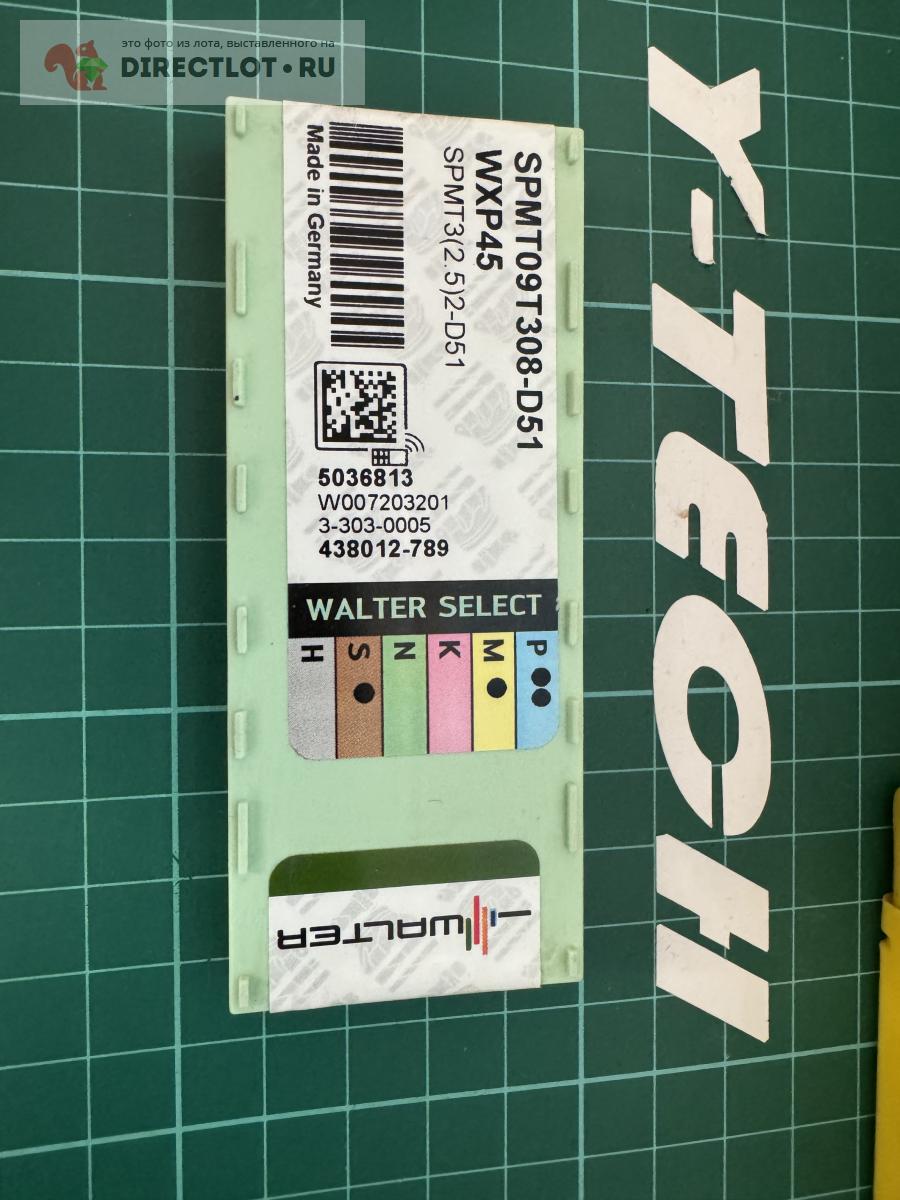 это фото из лота, выставленного на
DIRECTLOT•RU
SPMT09T308-D51
WXP45
SPMT3(2.5)2-D51
Made in Germany
5036813
W007203201
3-303-0005
438012-789
WALTER SELECT
P
M
K
N
S
H
WALTER
Y-TECH